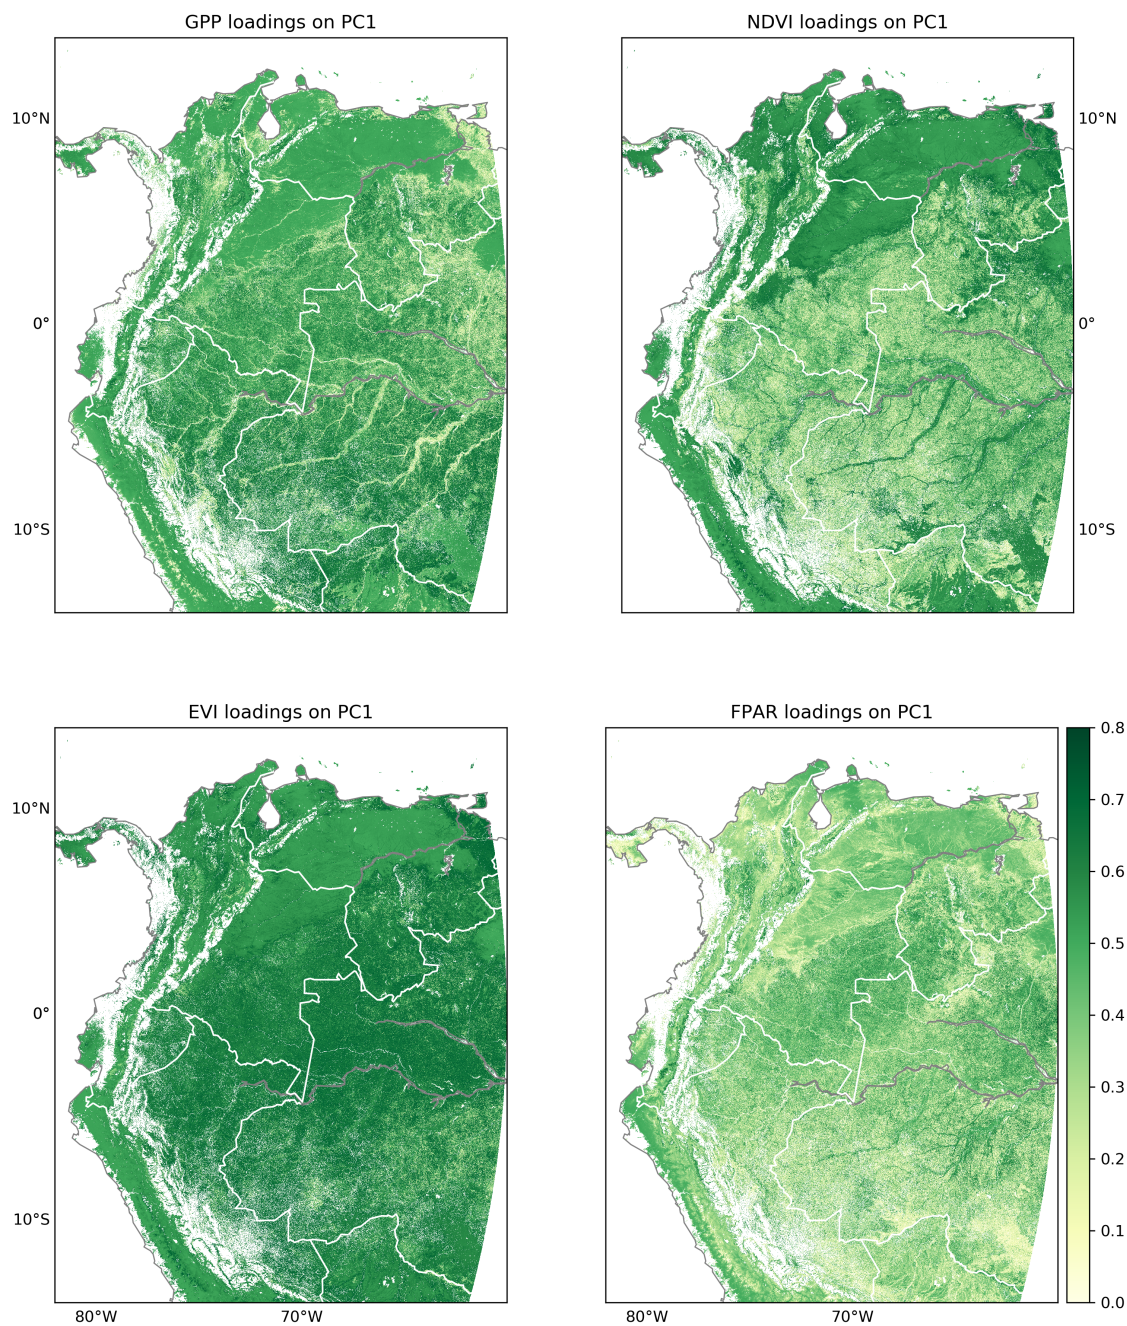 GPP loadings on PC1
NDVI loadings on PC1
10°N
10°N
0°
0°
10°S
10°S
EVI loadings on PC1
FPAR loadings on PC1
0.8
10°N
0.7
0.6
0.5
0°
0.4
0.3
0.2
10°S
0.1
0.0
80°W
70°W
80°W
70°W